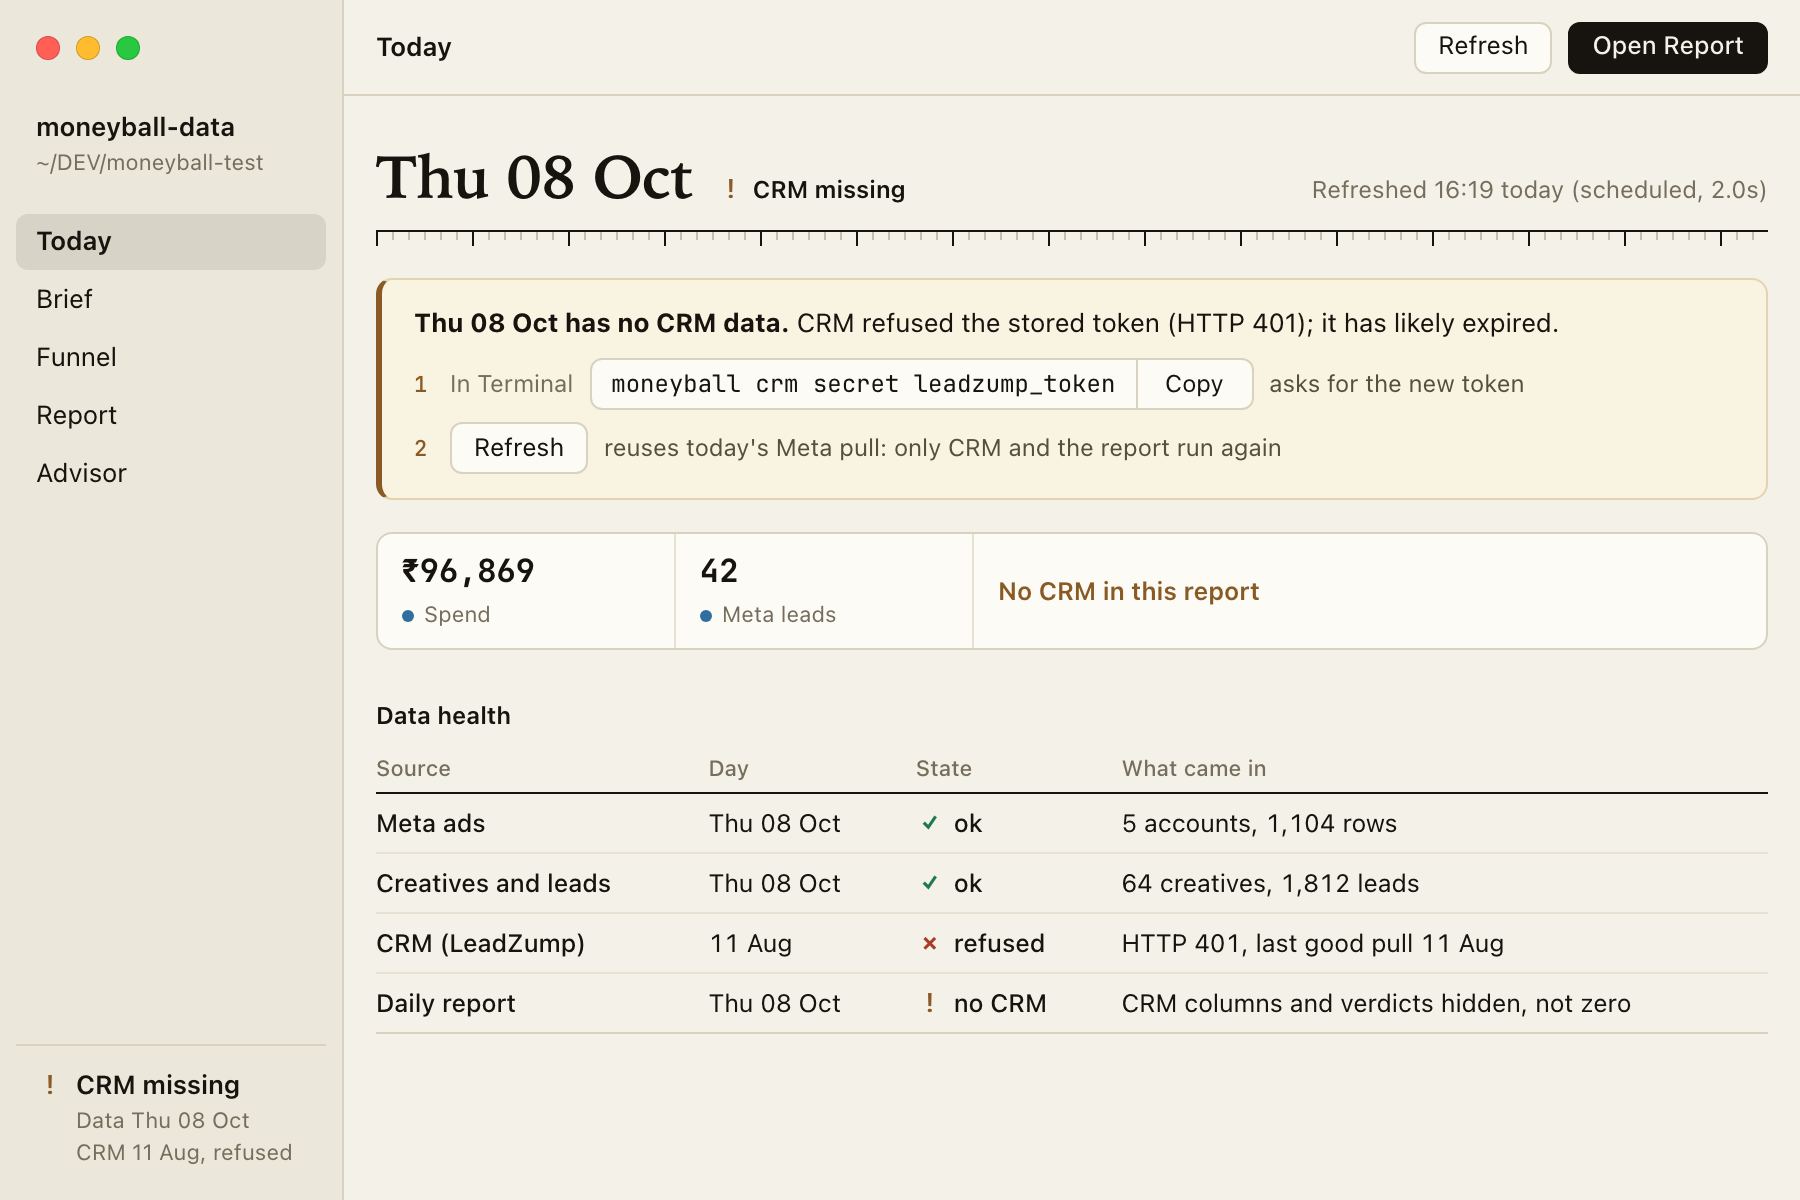 Today
Refresh
Open Report
moneyball-data
~/DEV/moneyball-test
Today
Brief
Funnel
Report
Advisor
Thu 08 Oct
! CRM missing
Refreshed 16:19 today (scheduled, 2.0s)
Thu 08 Oct has no CRM data. CRM refused the stored token (HTTP 401); it has likely expired.
1 In Terminal moneyball crm secret leadzump_token Copy asks for the new token
2 Refresh reuses today's Meta pull: only CRM and the report run again
₹96,869
Spend
42
Meta leads
No CRM in this report
Data health
Source Day State What came in
Meta ads Thu 08 Oct ok 5 accounts, 1,104 rows
Creatives and leads Thu 08 Oct ok 64 creatives, 1,812 leads
CRM (LeadZump) 11 Aug refused HTTP 401, last good pull 11 Aug
Daily report Thu 08 Oct ! no CRM CRM columns and verdicts hidden, not zero
! CRM missing
Data Thu 08 Oct
CRM 11 Aug, refused